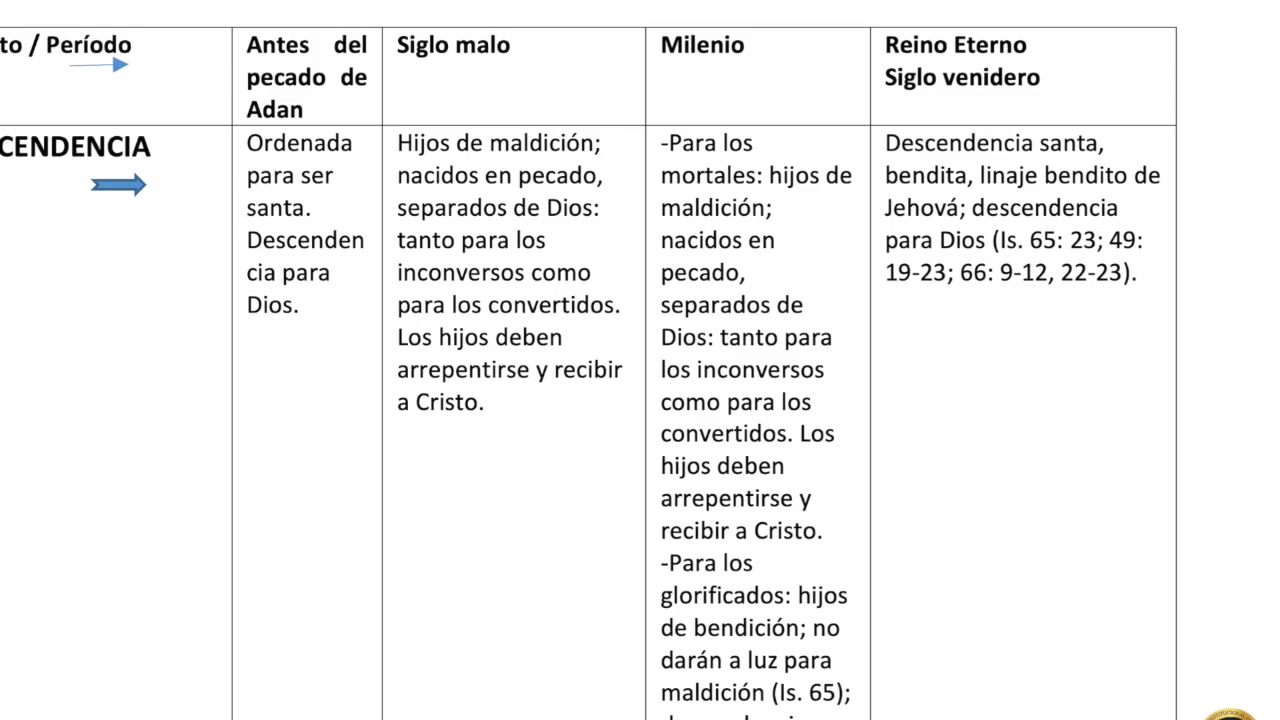 to / Período
Antes del
pecado de
Adan
Siglo malo
Milenio
Reino Eterno
Siglo venidero
CENDENCIA
Ordenada
para ser
santa.
Descenden
cia para
Dios.
Hijos de maldición;
nacidos en pecado,
separados de Dios:
tanto para los
inconversos como
para los convertidos.
Los hijos deben
arrepentirse y recibir
a Cristo.
-Para los
mortales: hijos de
maldición;
nacidos en
pecado,
separados de
Dios: tanto para
los inconversos
como para los
convertidos. Los
hijos deben
arrepentirse y
recibir a Cristo.
-Para los
glorificados: hijos
de bendición; no
darán a luz para
maldición (Is. 65);
Descendencia santa,
bendita, linaje bendito de
Jehová; descendencia
para Dios (Is. 65: 23; 49:
19-23; 66: 9-12, 22-23).